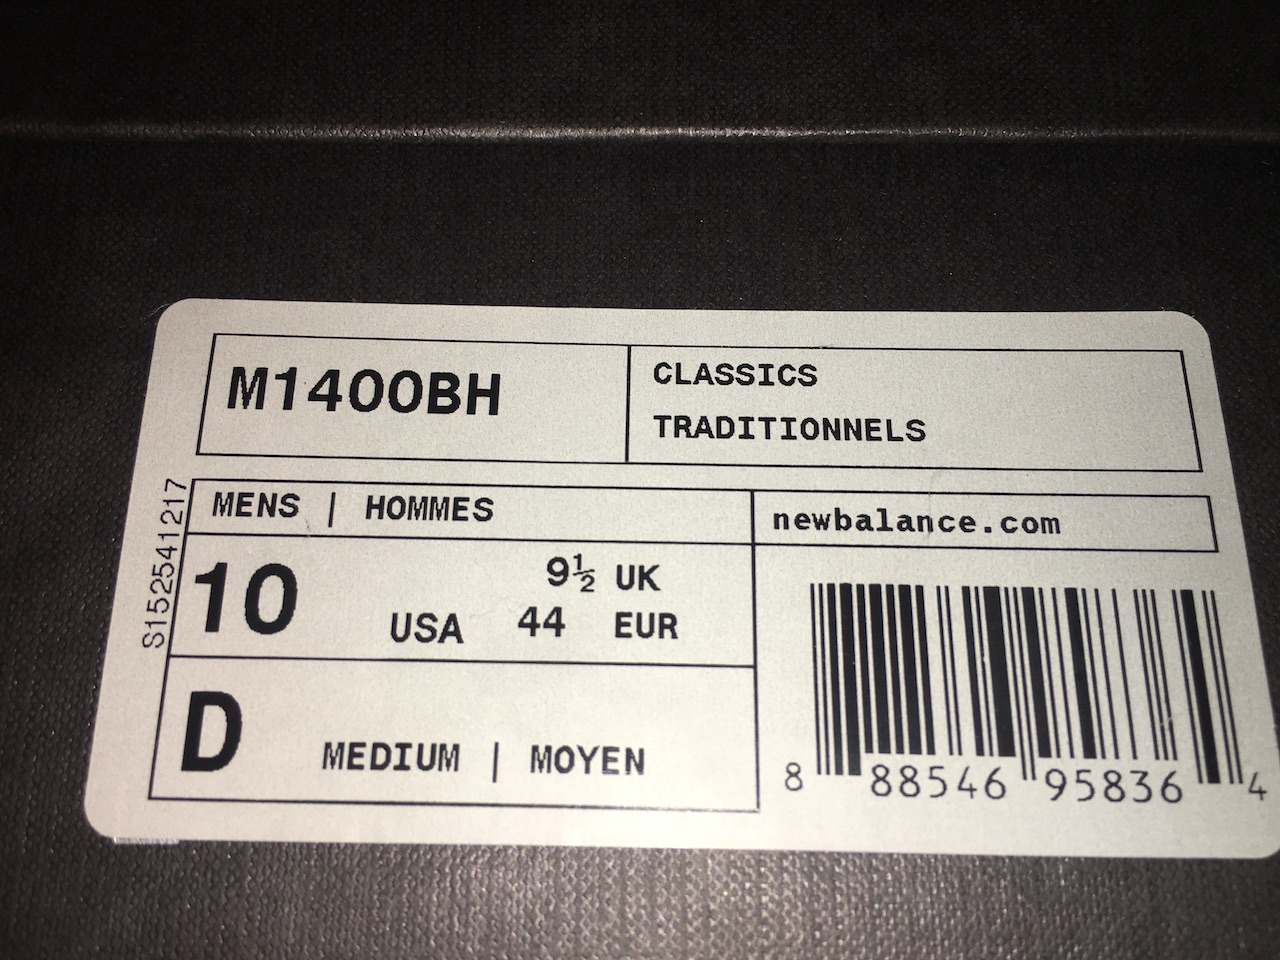 M1400BH
CLASSICS
TRADITIONNELS
S152541217
MENS | HOMMES
newbalance.com
10 USA
9½ UK
44 EUR
D MEDIUM | MOYEN
8 88546 95836 4